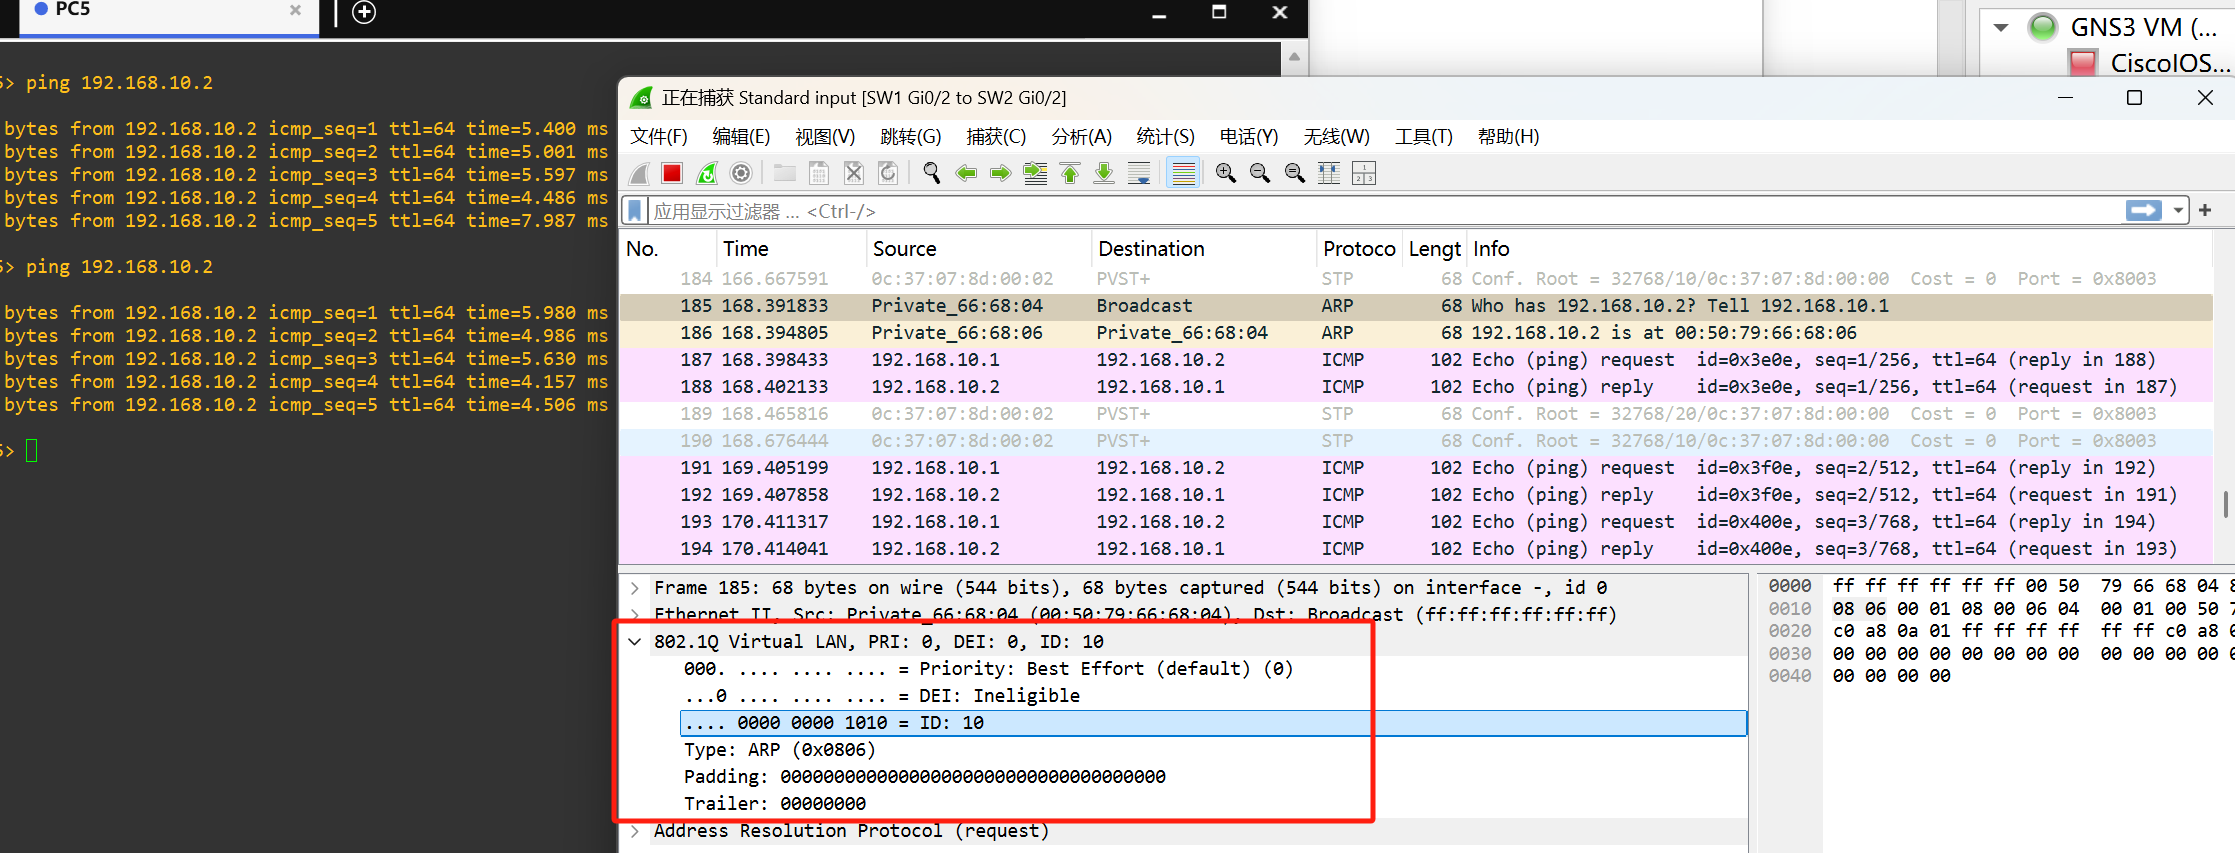 PC5
5> ping 192.168.10.2
bytes from 192.168.10.2 icmp_seq=1 ttl=64 time=5.400 ms
bytes from 192.168.10.2 icmp_seq=2 ttl=64 time=5.001 ms
bytes from 192.168.10.2 icmp_seq=3 ttl=64 time=5.597 ms
bytes from 192.168.10.2 icmp_seq=4 ttl=64 time=4.486 ms
bytes from 192.168.10.2 icmp_seq=5 ttl=64 time=7.987 ms
5> ping 192.168.10.2
bytes from 192.168.10.2 icmp_seq=1 ttl=64 time=5.980 ms
bytes from 192.168.10.2 icmp_seq=2 ttl=64 time=4.986 ms
bytes from 192.168.10.2 icmp_seq=3 ttl=64 time=5.630 ms
bytes from 192.168.10.2 icmp_seq=4 ttl=64 time=4.157 ms
bytes from 192.168.10.2 icmp_seq=5 ttl=64 time=4.506 ms
5>
GNS3 VM (...
CiscoIOS...
正在捕获 Standard input [SW1 Gi0/2 to SW2 Gi0/2]
文件(F) 编辑(E) 视图(V) 跳转(G) 捕获(C) 分析(A) 统计(S) 电话(Y) 无线(W) 工具(T) 帮助(H)
应用显示过滤器 … <Ctrl-/>
No. Time Source Destination Protoco Lengt Info
184 166.667591 0c:37:07:8d:00:02 PVST+ STP 68 Conf. Root = 32768/10/0c:37:07:8d:00:00 Cost = 0 Port = 0x8003
185 168.391833 Private_66:68:04 Broadcast ARP 68 Who has 192.168.10.2? Tell 192.168.10.1
186 168.394805 Private_66:68:06 Private_66:68:04 ARP 68 192.168.10.2 is at 00:50:79:66:68:06
187 168.398433 192.168.10.1 192.168.10.2 ICMP 102 Echo (ping) request id=0x3e0e, seq=1/256, ttl=64 (reply in 188)
188 168.402133 192.168.10.2 192.168.10.1 ICMP 102 Echo (ping) reply id=0x3e0e, seq=1/256, ttl=64 (request in 187)
189 168.465816 0c:37:07:8d:00:02 PVST+ STP 68 Conf. Root = 32768/20/0c:37:07:8d:00:00 Cost = 0 Port = 0x8003
190 168.676444 0c:37:07:8d:00:02 PVST+ STP 68 Conf. Root = 32768/10/0c:37:07:8d:00:00 Cost = 0 Port = 0x8003
191 169.405199 192.168.10.1 192.168.10.2 ICMP 102 Echo (ping) request id=0x3f0e, seq=2/512, ttl=64 (reply in 192)
192 169.407858 192.168.10.2 192.168.10.1 ICMP 102 Echo (ping) reply id=0x3f0e, seq=2/512, ttl=64 (request in 191)
193 170.411317 192.168.10.1 192.168.10.2 ICMP 102 Echo (ping) request id=0x400e, seq=3/768, ttl=64 (reply in 194)
194 170.414041 192.168.10.2 192.168.10.1 ICMP 102 Echo (ping) reply id=0x400e, seq=3/768, ttl=64 (request in 193)
Frame 185: 68 bytes on wire (544 bits), 68 bytes captured (544 bits) on interface -, id 0
Ethernet II, Src: Private_66:68:04 (00:50:79:66:68:04), Dst: Broadcast (ff:ff:ff:ff:ff:ff)
802.1Q Virtual LAN, PRI: 0, DEI: 0, ID: 10
000. .... .... .... = Priority: Best Effort (default) (0)
...0 .... .... .... = DEI: Ineligible
.... 0000 0000 1010 = ID: 10
Type: ARP (0x0806)
Padding: 000000000000000000000000000000000000
Trailer: 00000000
Address Resolution Protocol (request)
0000 ff ff ff ff ff ff 00 50 79 66 68 04 8
0010 08 06 00 01 08 00 06 04 00 01 00 50 7
0020 c0 a8 0a 01 ff ff ff ff ff ff c0 a8 0
0030 00 00 00 00 00 00 00 00 00 00 00 00 0
0040 00 00 00 00